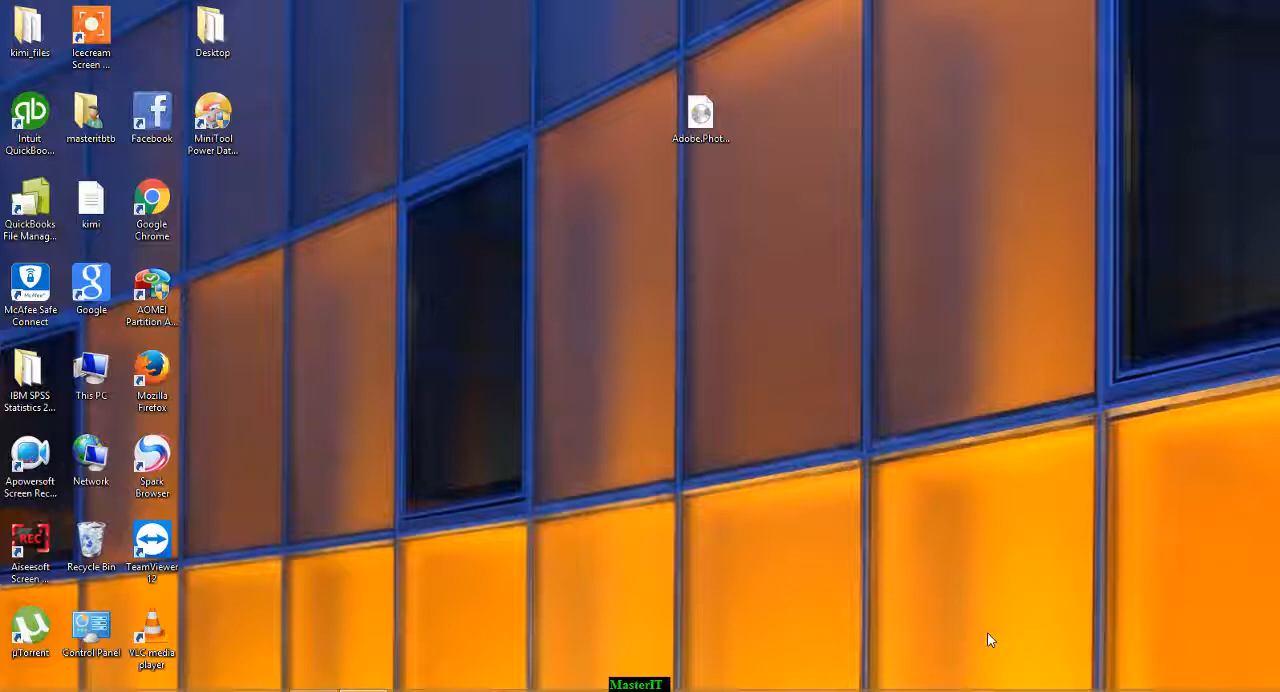 kimi_files
Icecream
Screen ...
Desktop
Intuit
QuickBoo...
masteritbtb
Facebook
MiniTool
Power Dat...
Adobe.Phot...
QuickBooks
File Manag...
kimi
Google
Chrome
McAfee Safe
Connect
Google
AOMEI
Partition A...
IBM SPSS
Statistics 2...
This PC
Mozilla
Firefox
Apowersoft
Screen Rec...
Network
Spark
Browser
REC
Aiseesoft
Screen ...
Recycle Bin
TeamViewer
12
µTorrent
Control Panel
VLC media
player
MasterIT